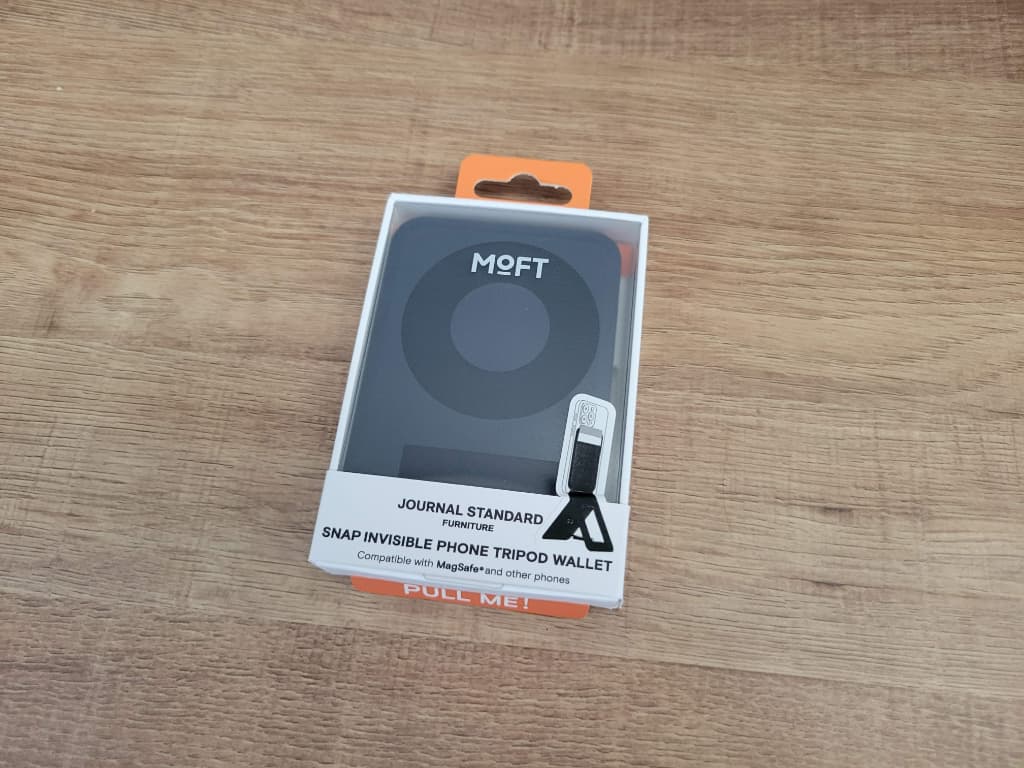 MOFT
JOURNAL STANDARD
FURNITURE
SNAP INVISIBLE PHONE TRIPOD WALLET
Compatible with MagSafe® and other phones
PULL ME!